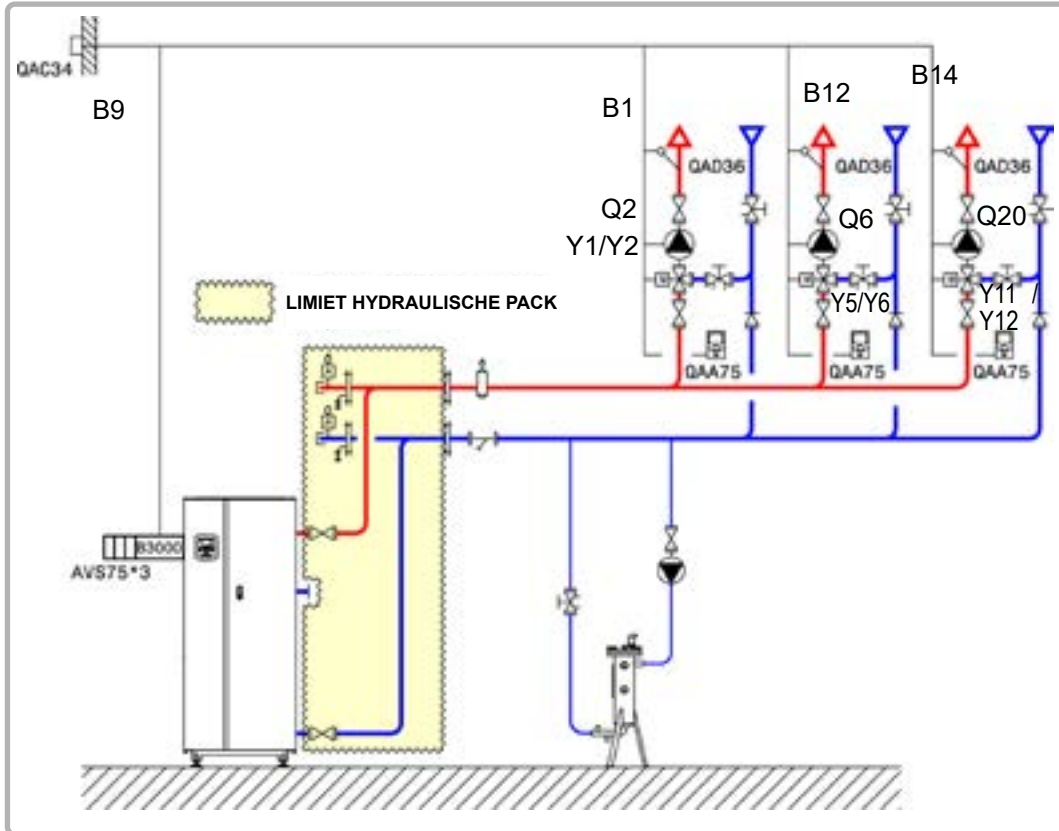 QAC34
B9
B1
B12
B14
QAD36
QAD36
QAD36
Q2
Q6
Q20
Y1/Y2
Y5/Y6
Y11 /
Y12
LIMIET HYDRAULISCHE PACK
QAA75
QAA75
QAA75
B3000
AVS75*3